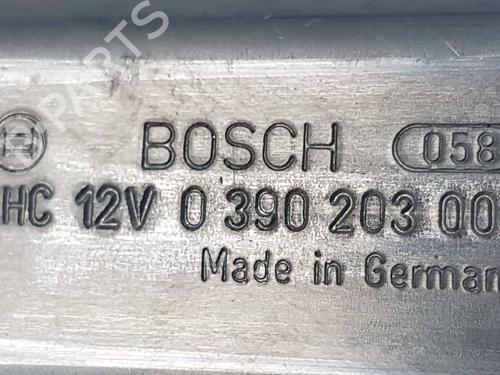 BOSCH 058
HC 12V 0 390 203 00
Made in German